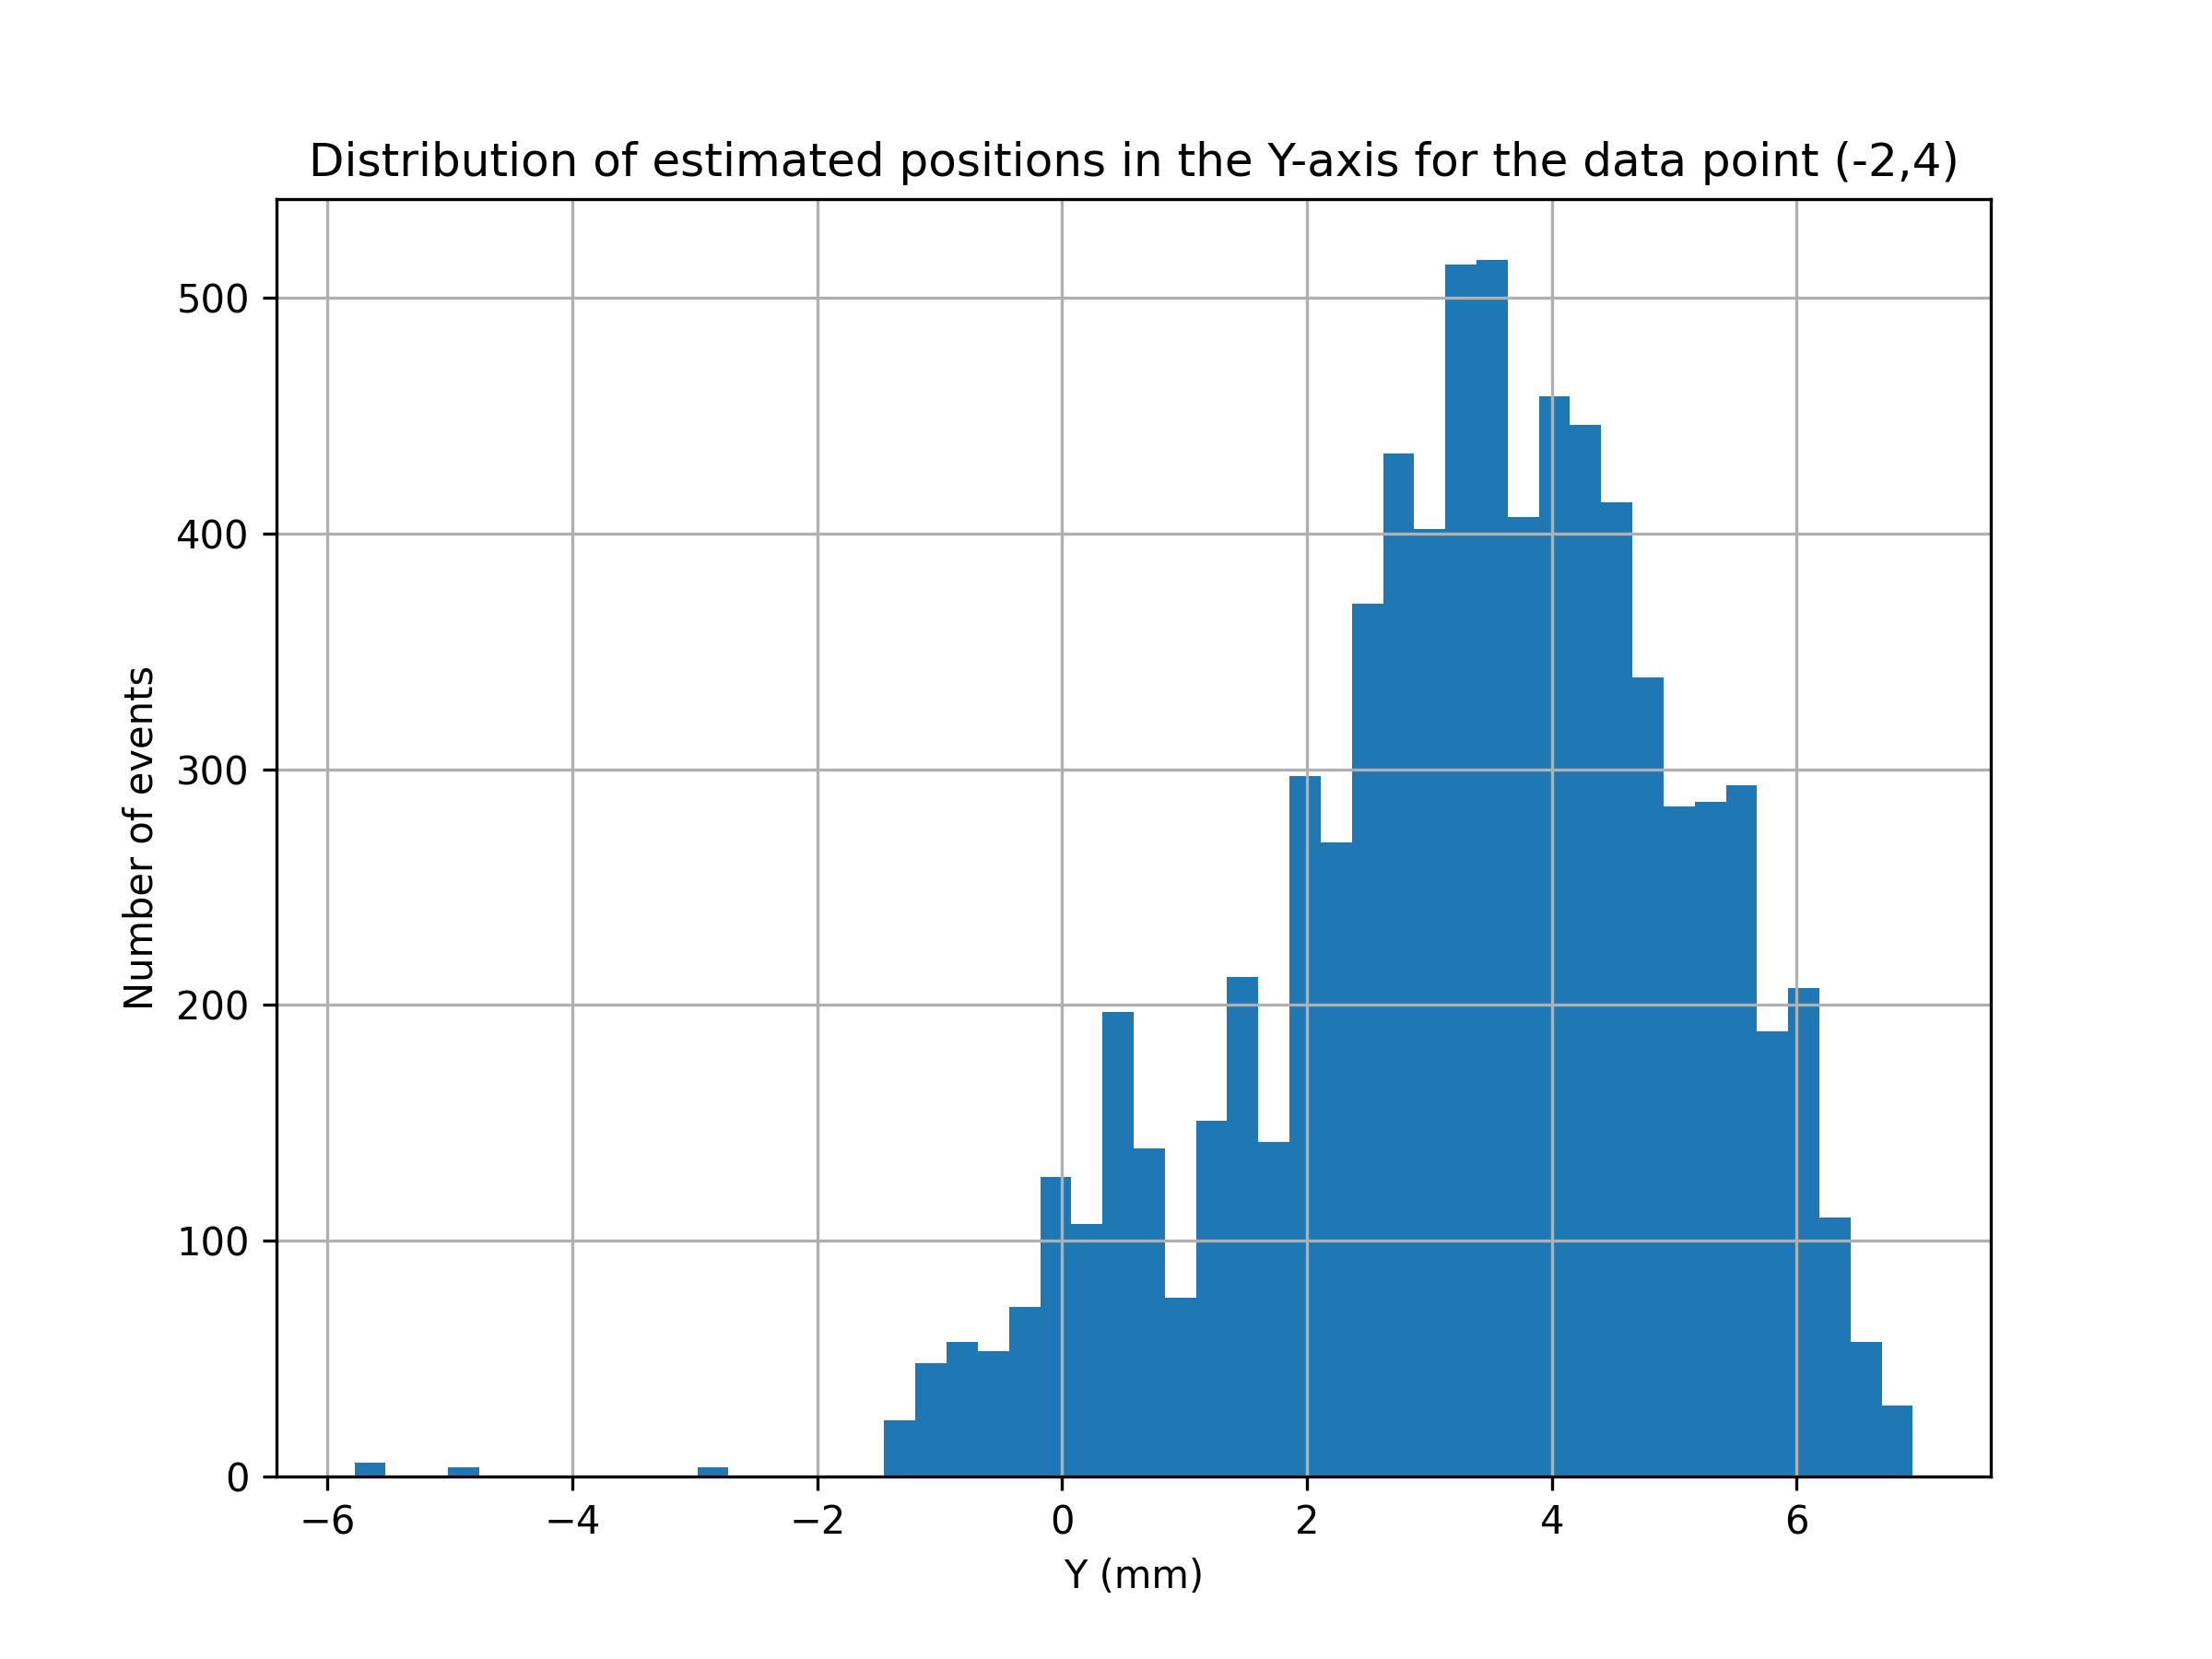 Distribution of estimated positions in the Y-axis for the data point (-2,4)
500
400
300
200
100
0
Number of events
−6 −4 −2 0 2 4 6
Y (mm)